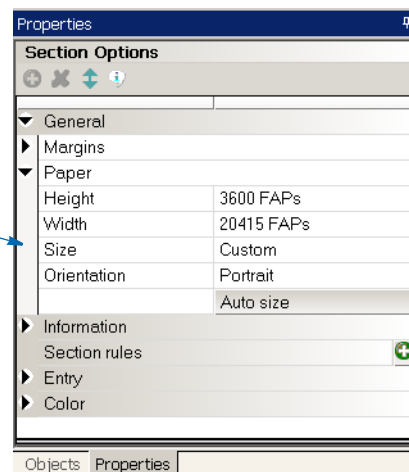 Properties
Section Options
General
Margins
Paper
Height 3600 FAPs
Width 20415 FAPs
Size Custom
Orientation Portrait
Auto size
Information
Section rules
Entry
Color
Objects Properties